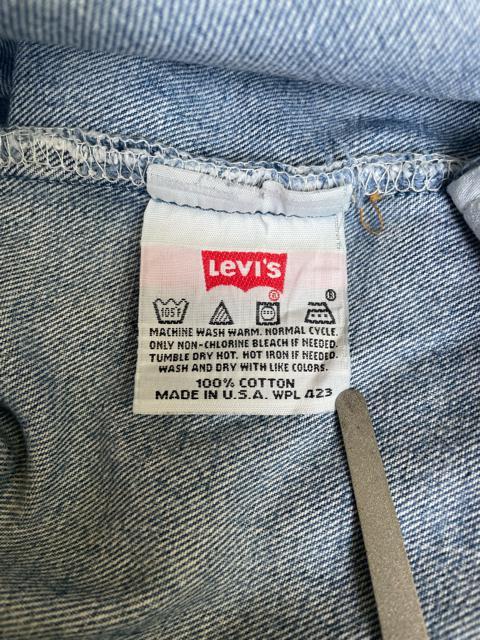 Levi's
®
105F
®
MACHINE WASH WARM. NORMAL CYCLE.
ONLY NON-CHLORINE BLEACH IF NEEDED.
TUMBLE DRY HOT. HOT IRON IF NEEDED.
WASH AND DRY WITH LIKE COLORS.
100% COTTON
MADE IN U.S.A. WPL 423